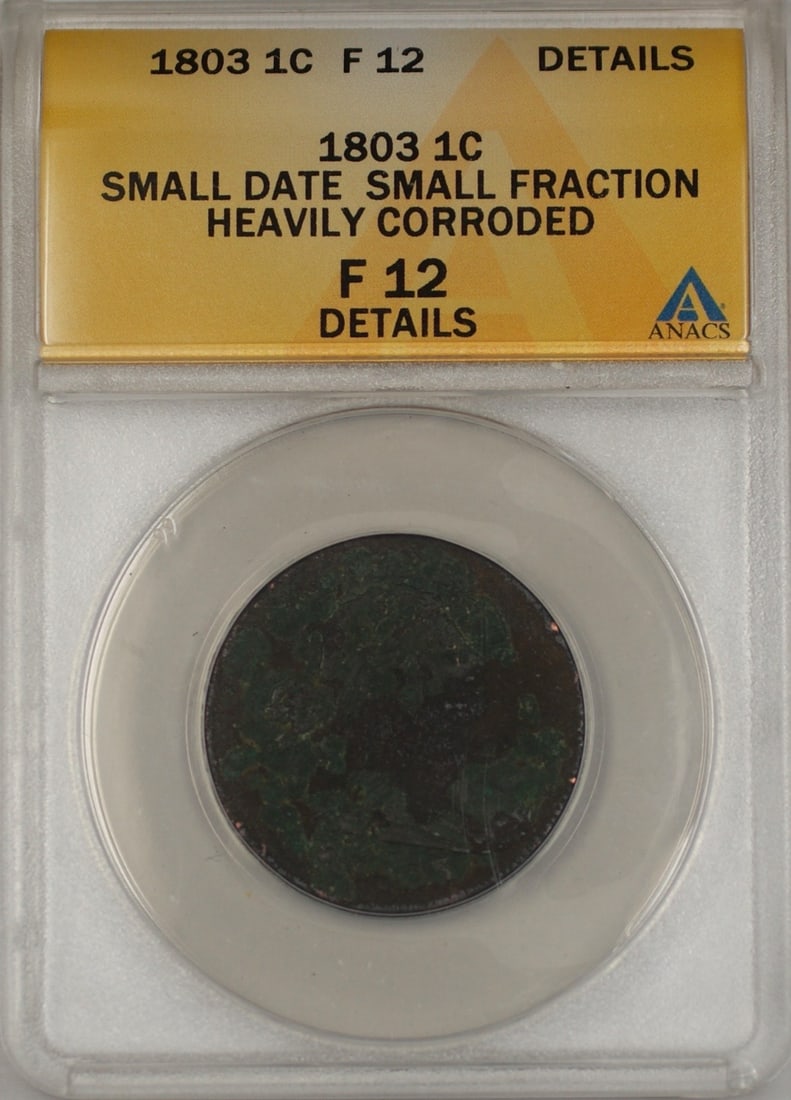 1803 1C F 12 DETAILS
1803 1C
SMALL DATE SMALL FRACTION
HEAVILY CORRODED
F 12
DETAILS
ANACS